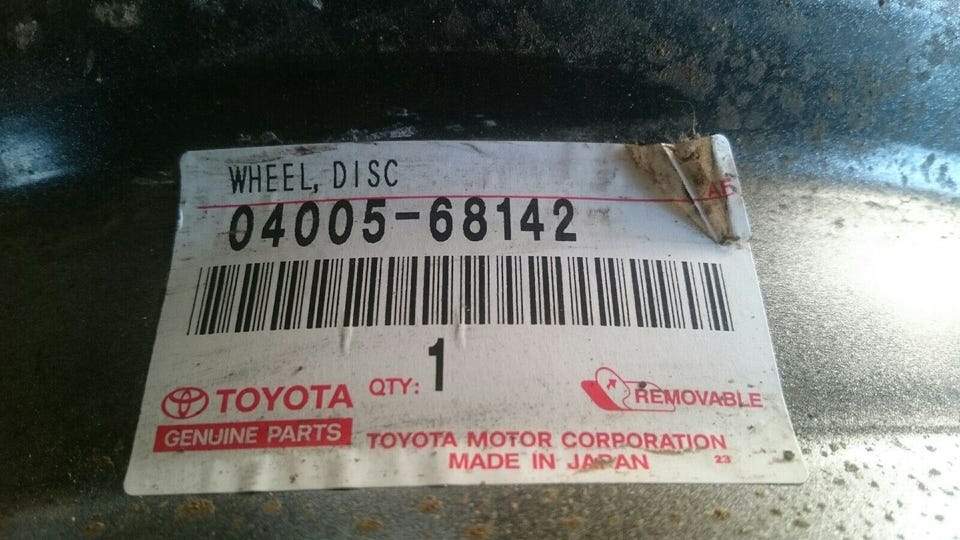 WHEEL, DISC
04005-68142
QTY: 1
TOYOTA
REMOVABLE
GENUINE PARTS
TOYOTA MOTOR CORPORATION
MADE IN JAPAN 23